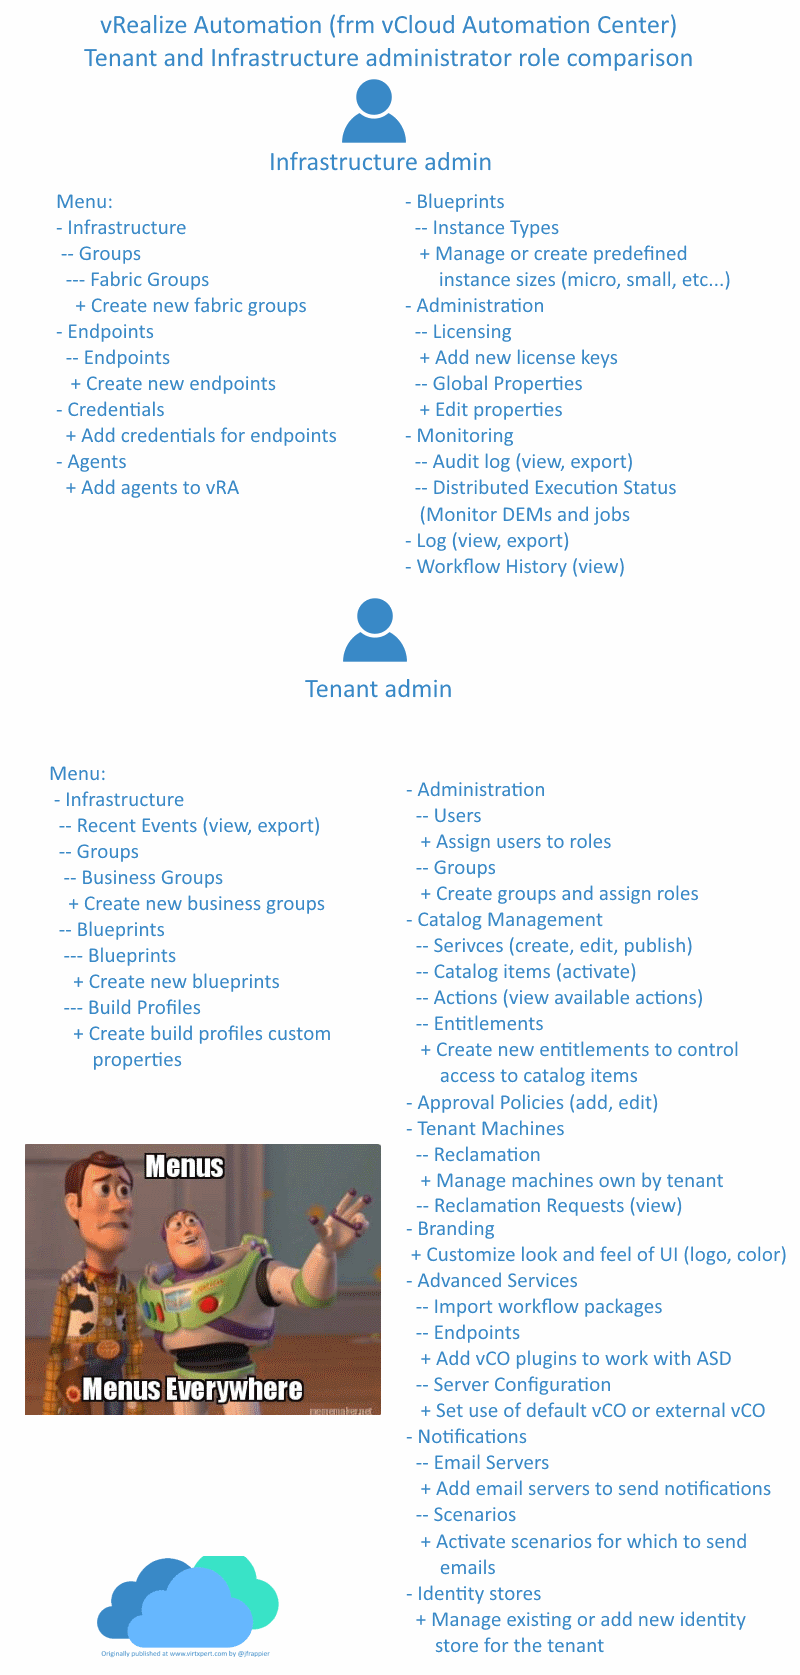 vRealize Automation (frm vCloud Automation Center)
Tenant and Infrastructure administrator role comparison
Infrastructure admin
Menu:
- Infrastructure
-- Groups
--- Fabric Groups
+ Create new fabric groups
- Endpoints
-- Endpoints
+ Create new endpoints
- Credentials
+ Add credentials for endpoints
- Agents
+ Add agents to vRA
- Blueprints
-- Instance Types
+ Manage or create predefined
instance sizes (micro, small, etc...)
- Administration
-- Licensing
+ Add new license keys
-- Global Properties
+ Edit properties
- Monitoring
-- Audit log (view, export)
-- Distributed Execution Status
(Monitor DEMs and jobs
- Log (view, export)
- Workflow History (view)
Tenant admin
Menu:
- Infrastructure
-- Recent Events (view, export)
-- Groups
-- Business Groups
+ Create new business groups
-- Blueprints
--- Blueprints
+ Create new blueprints
--- Build Profiles
+ Create build profiles custom
properties
Menus
Menus Everywhere
mememaker.net
Originally published at www.virtxpert.com by @jfrappier
- Administration
-- Users
+ Assign users to roles
-- Groups
+ Create groups and assign roles
- Catalog Management
-- Serivces (create, edit, publish)
-- Catalog items (activate)
-- Actions (view available actions)
-- Entitlements
+ Create new entitlements to control
access to catalog items
- Approval Policies (add, edit)
- Tenant Machines
-- Reclamation
+ Manage machines own by tenant
-- Reclamation Requests (view)
- Branding
+ Customize look and feel of UI (logo, color)
- Advanced Services
-- Import workflow packages
-- Endpoints
+ Add vCO plugins to work with ASD
-- Server Configuration
+ Set use of default vCO or external vCO
- Notifications
-- Email Servers
+ Add email servers to send notifications
-- Scenarios
+ Activate scenarios for which to send
emails
- Identity stores
+ Manage existing or add new identity
store for the tenant